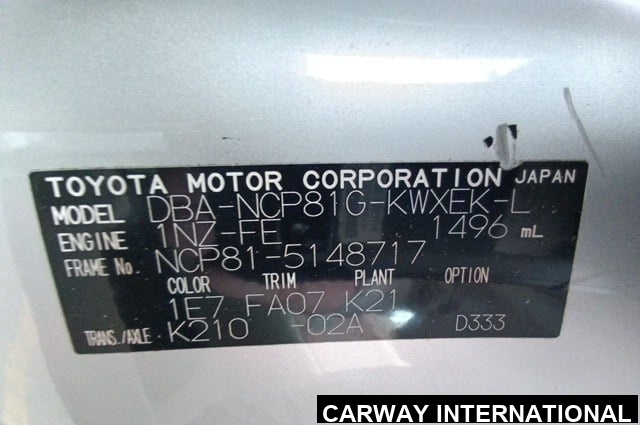 TOYOTA MOTOR CORPORATION JAPAN
MODEL DBA-NCP81G-KWXEK-L
ENGINE 1NZ-FE 1496 mL
FRAME No. NCP81-5148717
COLOR TRIM PLANT OPTION
1E7 FA07 K21
TRANS./AXLE K210 -02A D333
CARWAY INTERNATIONAL